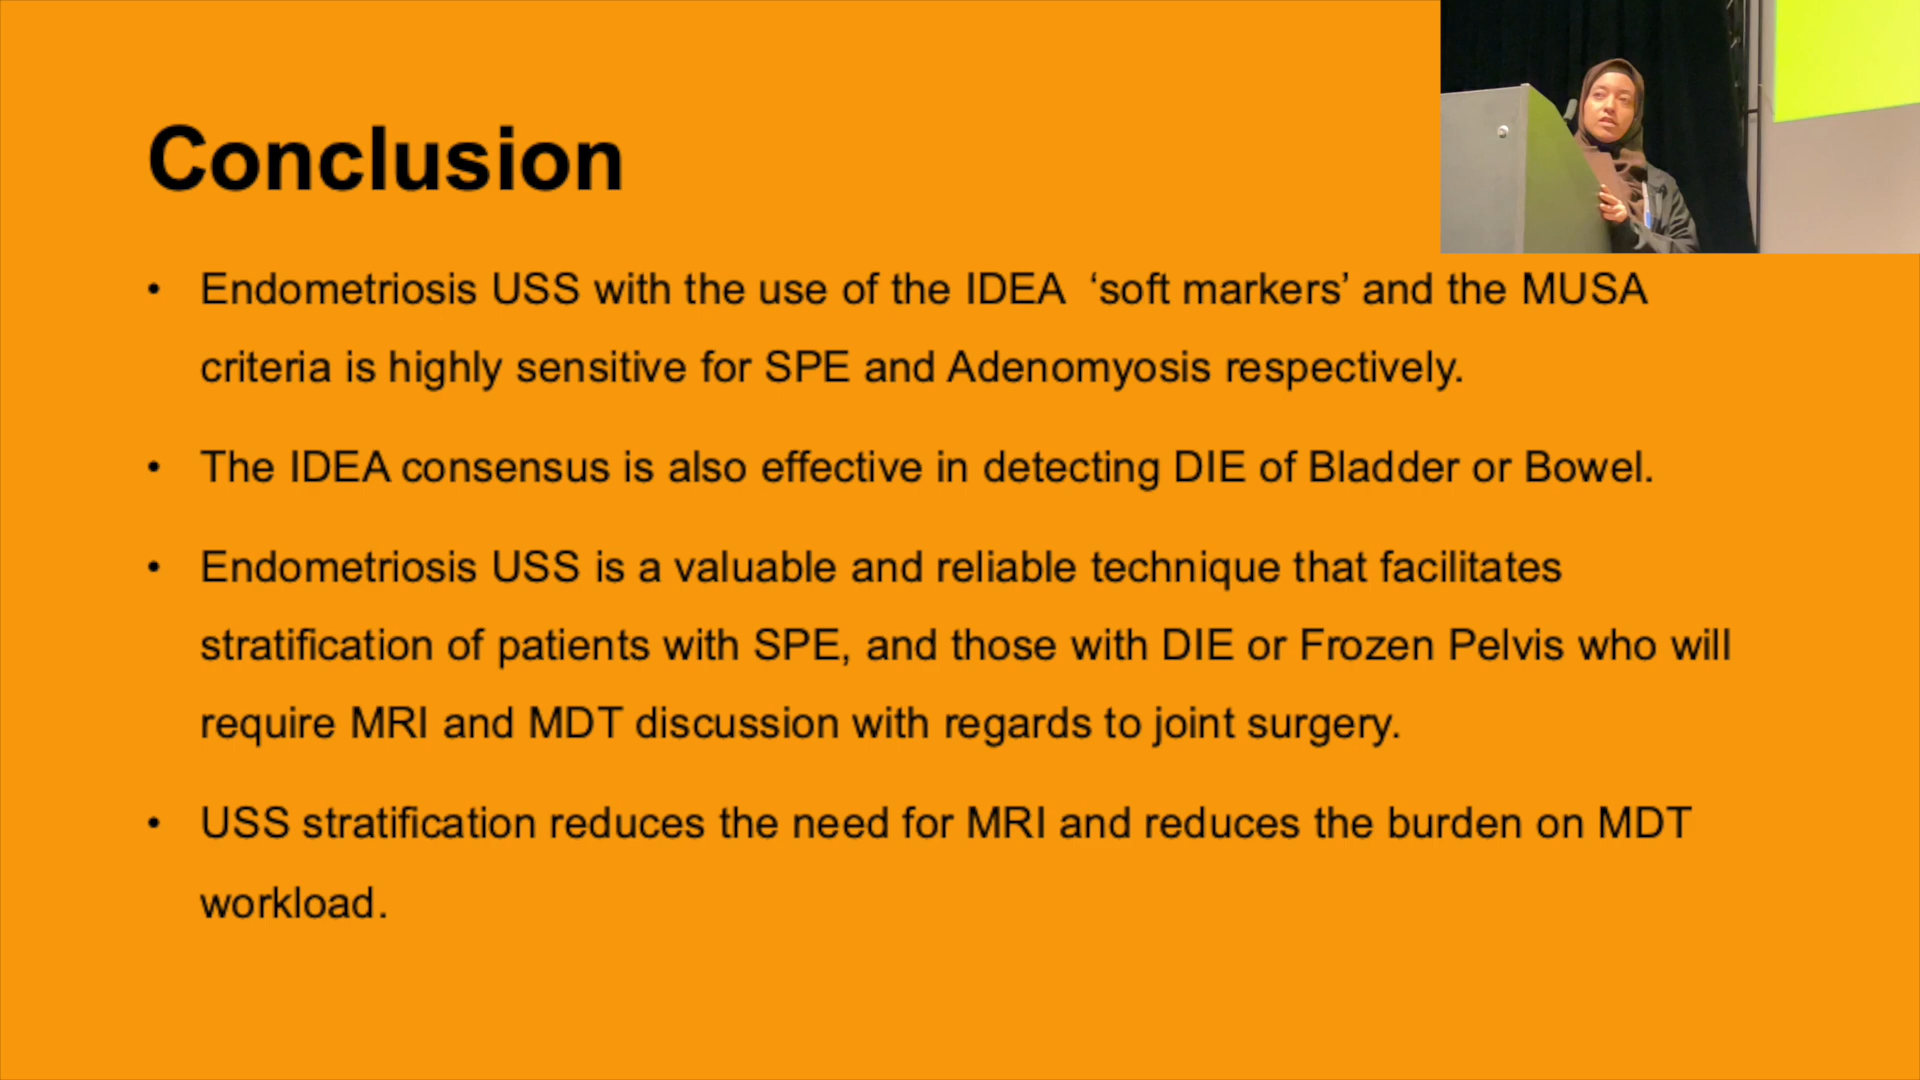 Conclusion
• Endometriosis USS with the use of the IDEA ‘soft markers’ and the MUSA
criteria is highly sensitive for SPE and Adenomyosis respectively.
• The IDEA consensus is also effective in detecting DIE of Bladder or Bowel.
• Endometriosis USS is a valuable and reliable technique that facilitates
stratification of patients with SPE, and those with DIE or Frozen Pelvis who will
require MRI and MDT discussion with regards to joint surgery.
• USS stratification reduces the need for MRI and reduces the burden on MDT
workload.